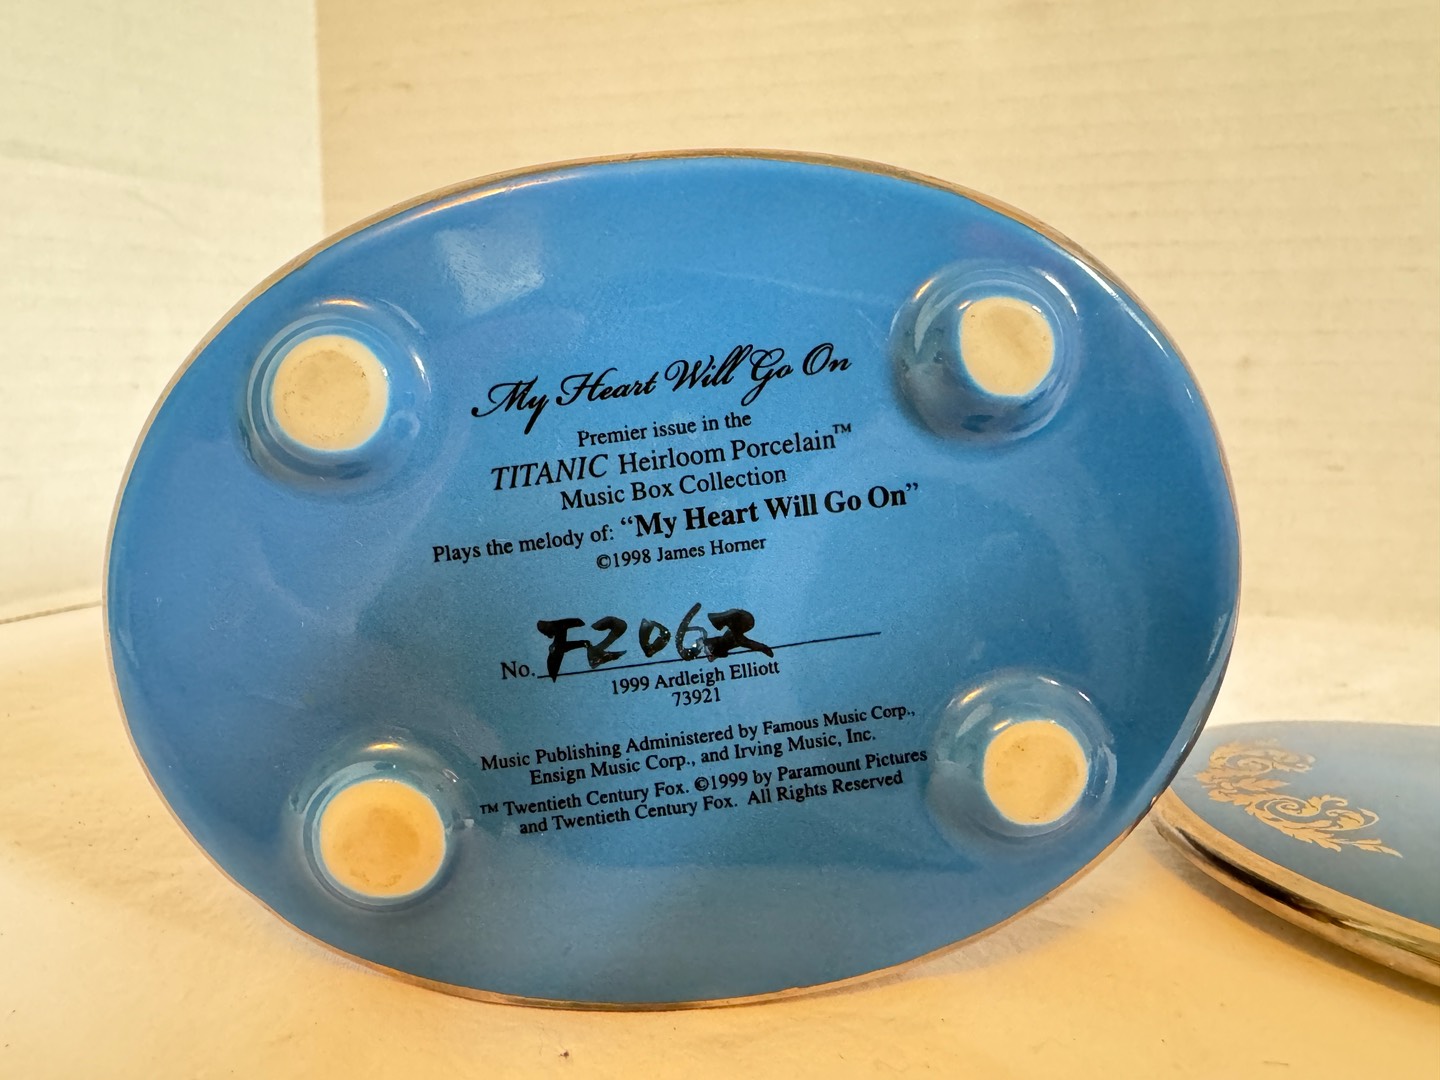 My Heart Will Go On
Premier issue in the
TITANIC Heirloom Porcelain™
Music Box Collection
Plays the melody of: “My Heart Will Go On”
©1998 James Horner
No. F2062
1999 Ardleigh Elliott
73921
Music Publishing Administered by Famous Music Corp.,
Ensign Music Corp., and Irving Music, Inc.
™ Twentieth Century Fox. ©1999 by Paramount Pictures
and Twentieth Century Fox. All Rights Reserved